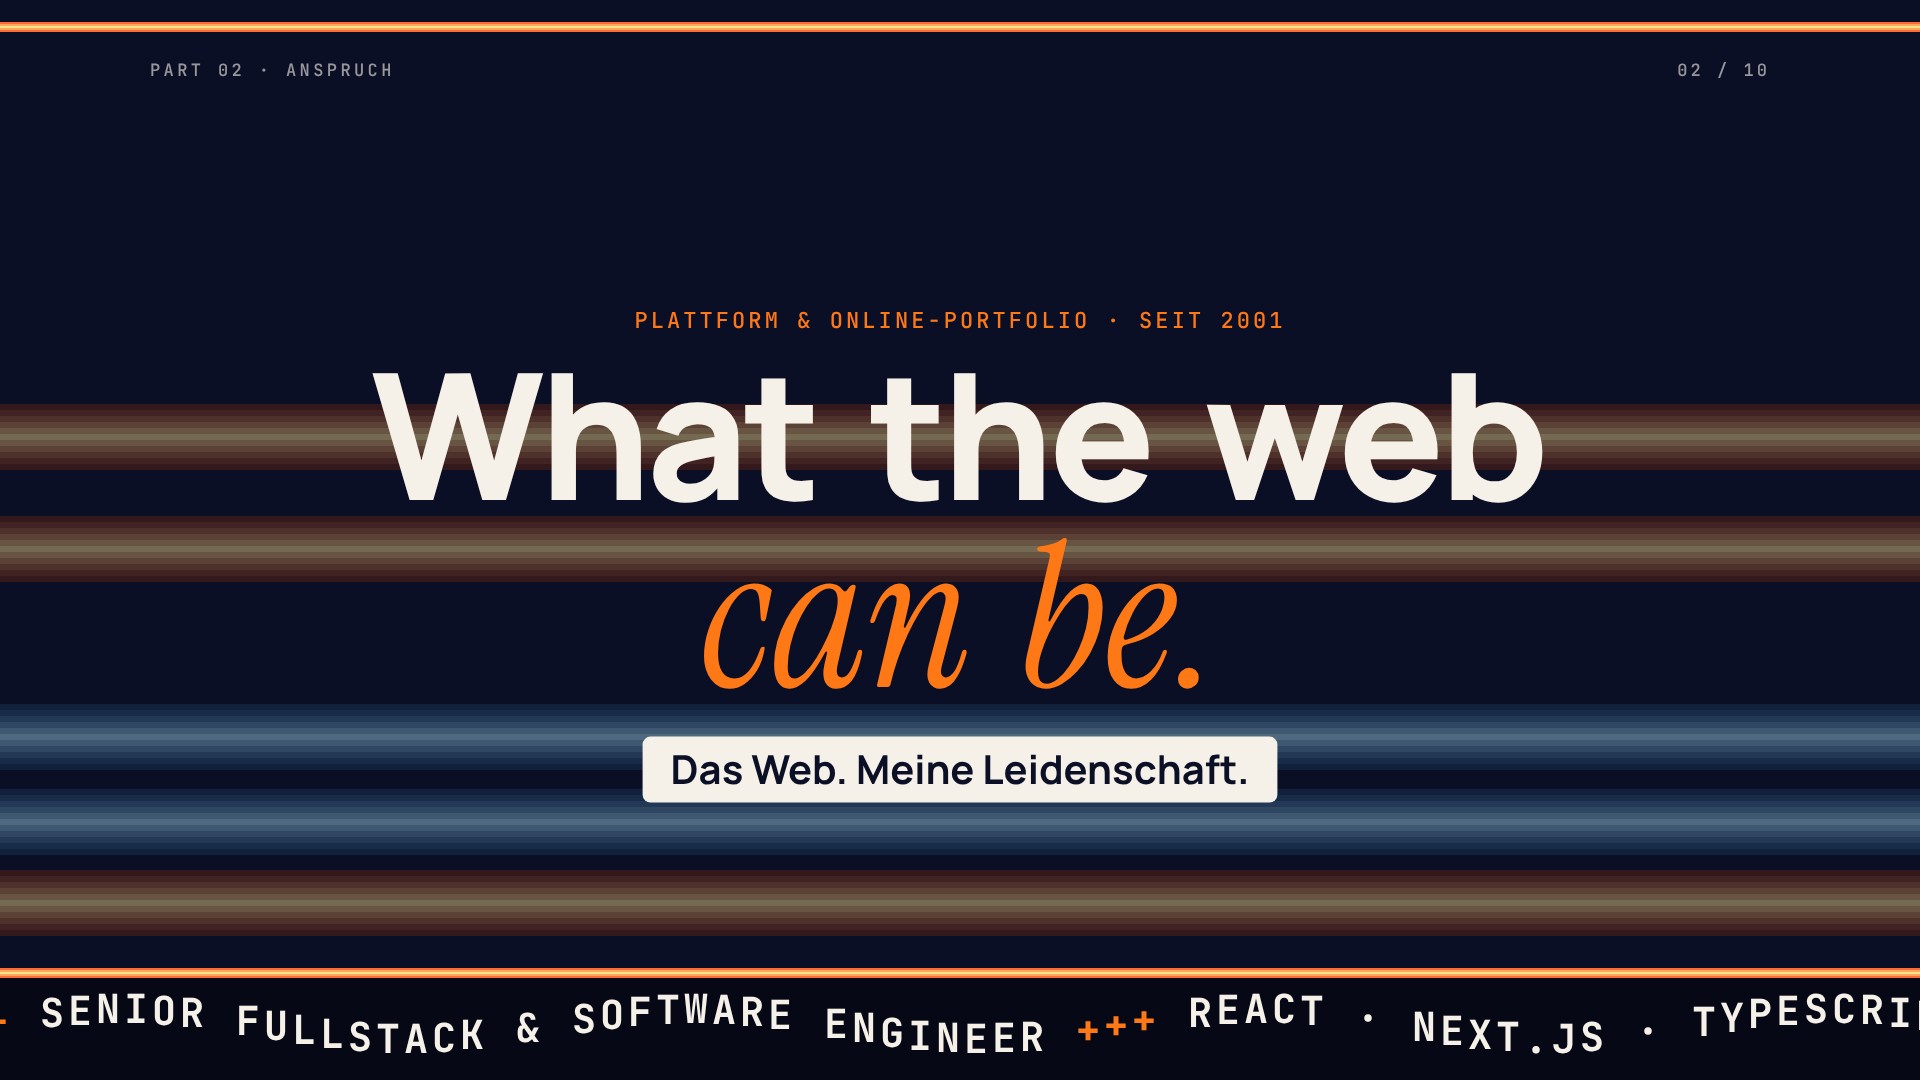 PART 02 · ANSPRUCH
02 / 10
PLATTFORM & ONLINE-PORTFOLIO · SEIT 2001
What the web
can be.
Das Web. Meine Leidenschaft.
SENIOR FULLSTACK & SOFTWARE ENGINEER +++ REACT · NEXT.JS · TYPESCRI